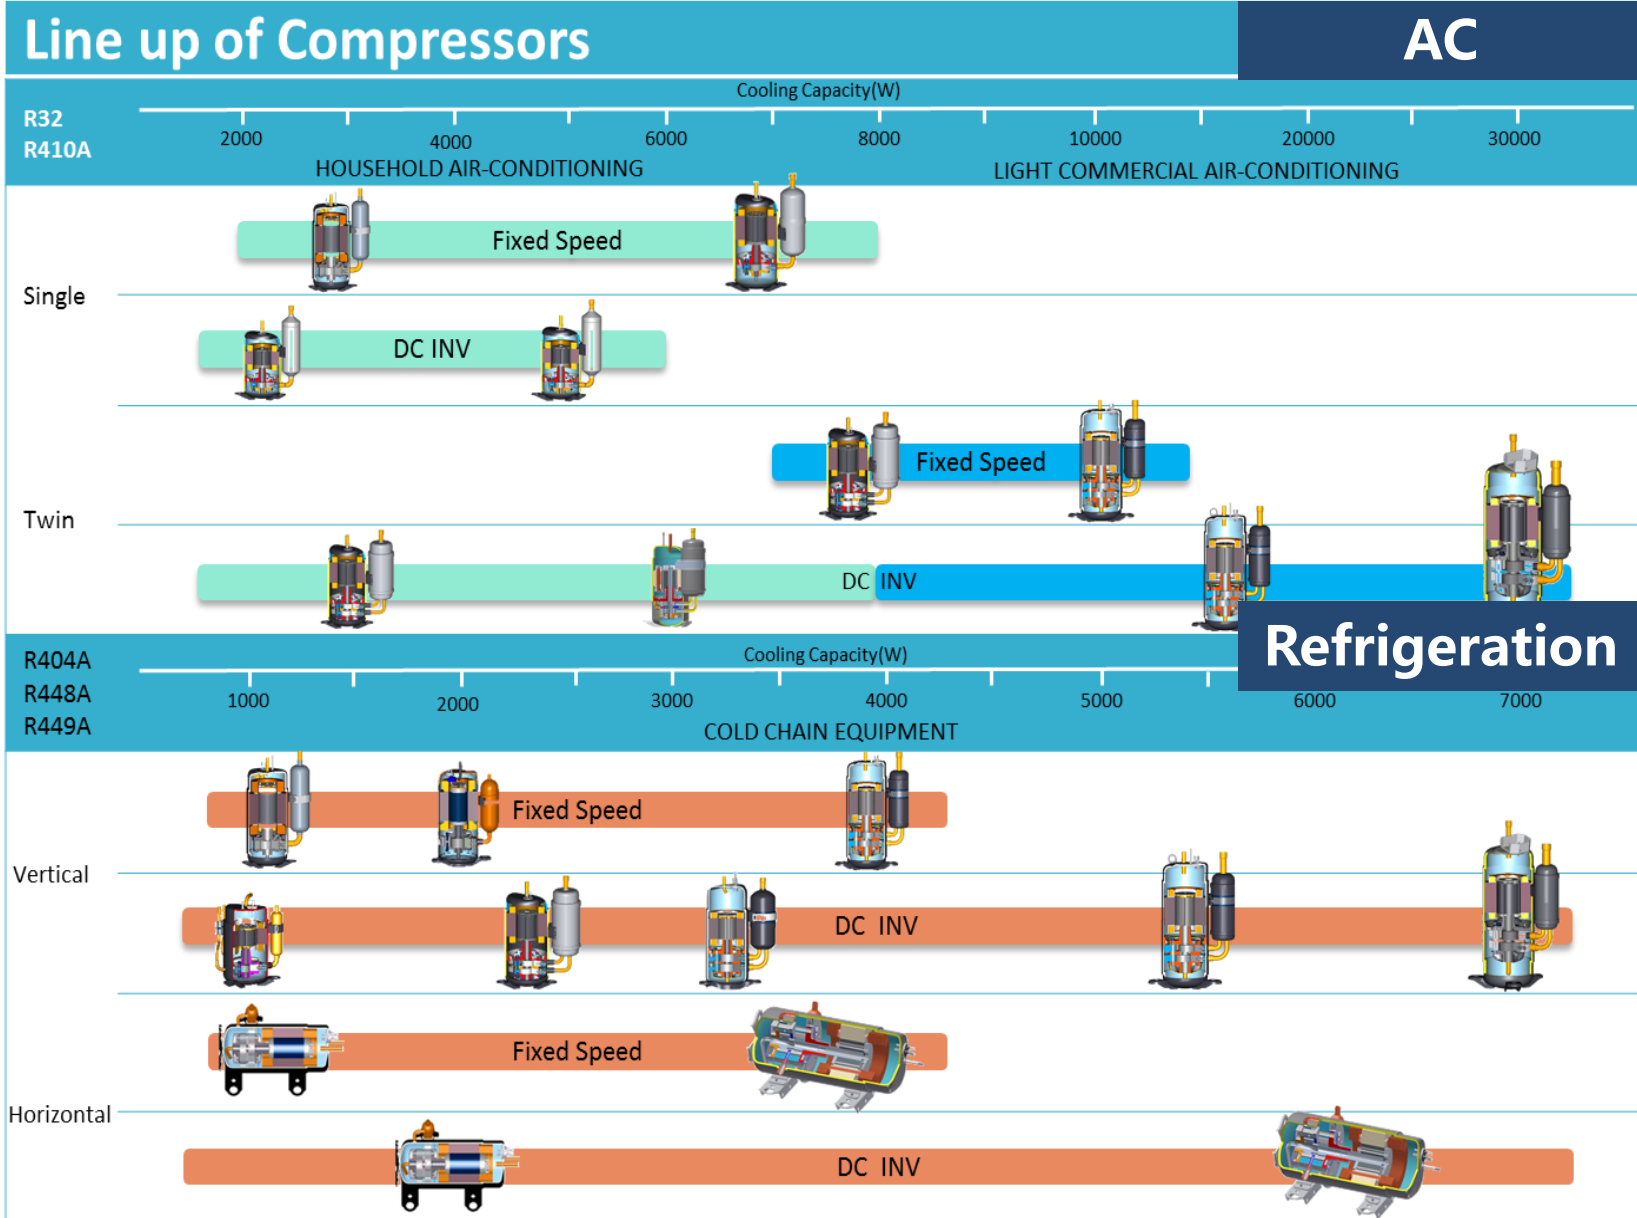 Line up of Compressors
AC
Cooling Capacity(W)
R32
R410A
2000 4000 6000 8000 10000 20000 30000
HOUSEHOLD AIR-CONDITIONING LIGHT COMMERCIAL AIR-CONDITIONING
Fixed Speed
Single
DC INV
Fixed Speed
Twin
DC INV
Refrigeration
R404A
R448A
R449A
Cooling Capacity(W)
1000 2000 3000 4000 5000 6000 7000
COLD CHAIN EQUIPMENT
Fixed Speed
Vertical
DC INV
Fixed Speed
Horizontal
DC INV